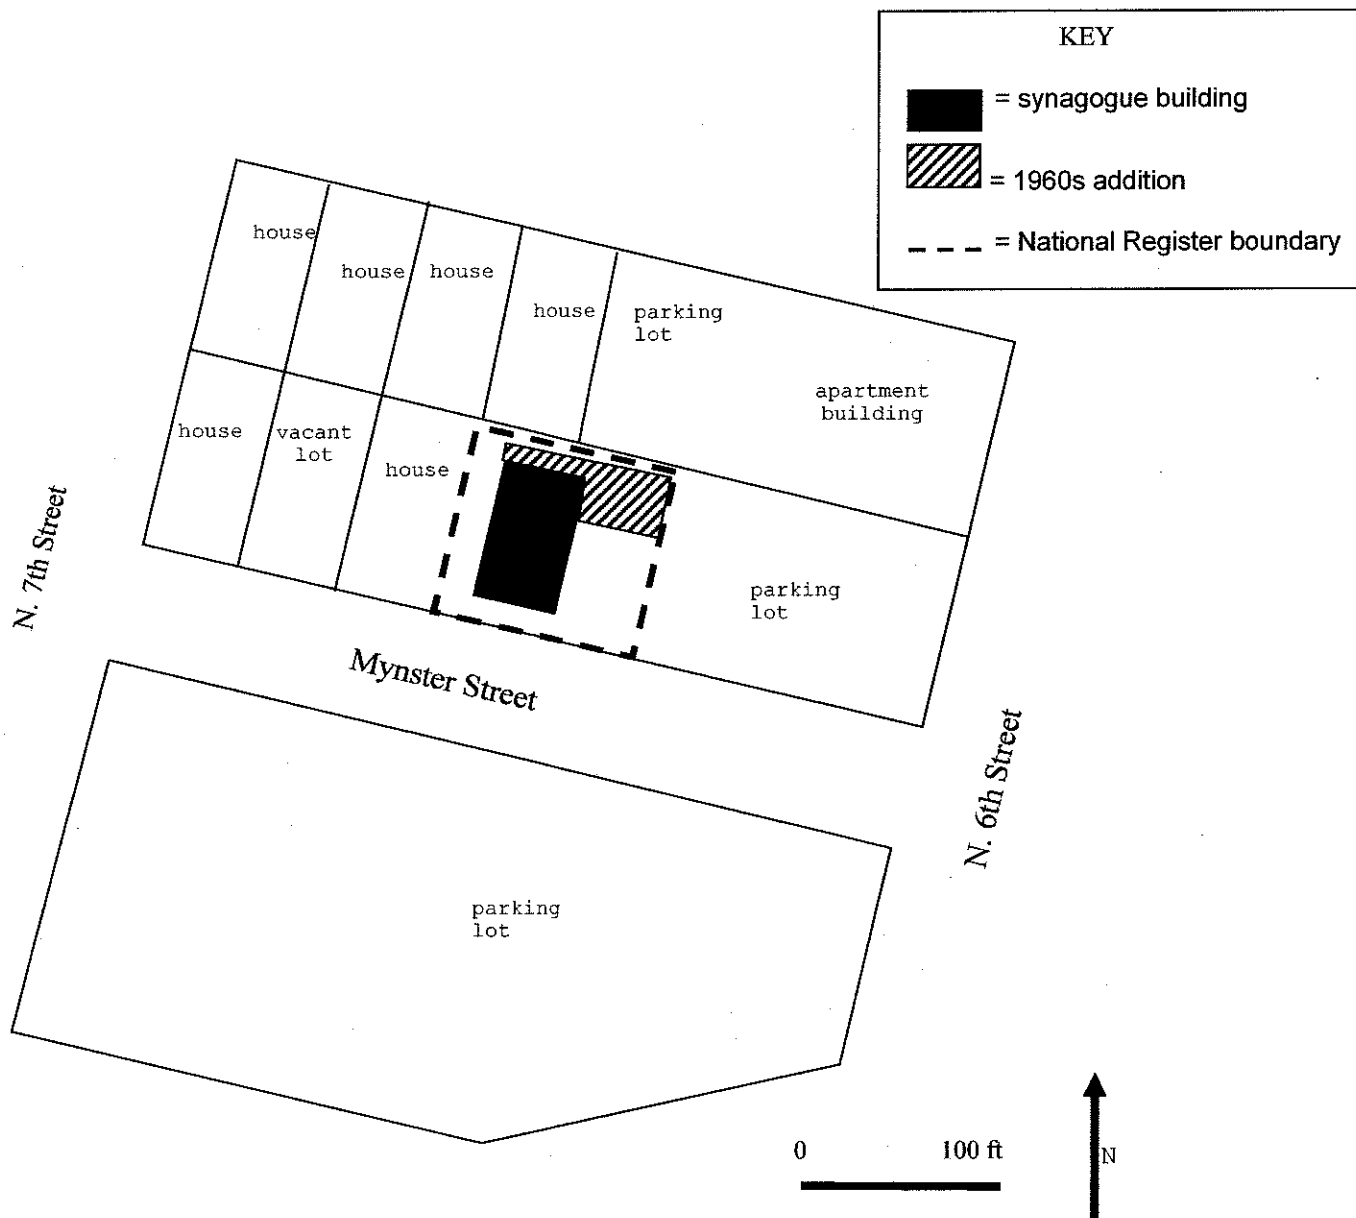 KEY
= synagogue building
= 1960s addition
= National Register boundary
house
house
house
house
parking
lot
apartment
building
house
vacant
lot
house
parking
lot
N. 7th Street
Mynster Street
N. 6th Street
parking
lot
0 100 ft
N